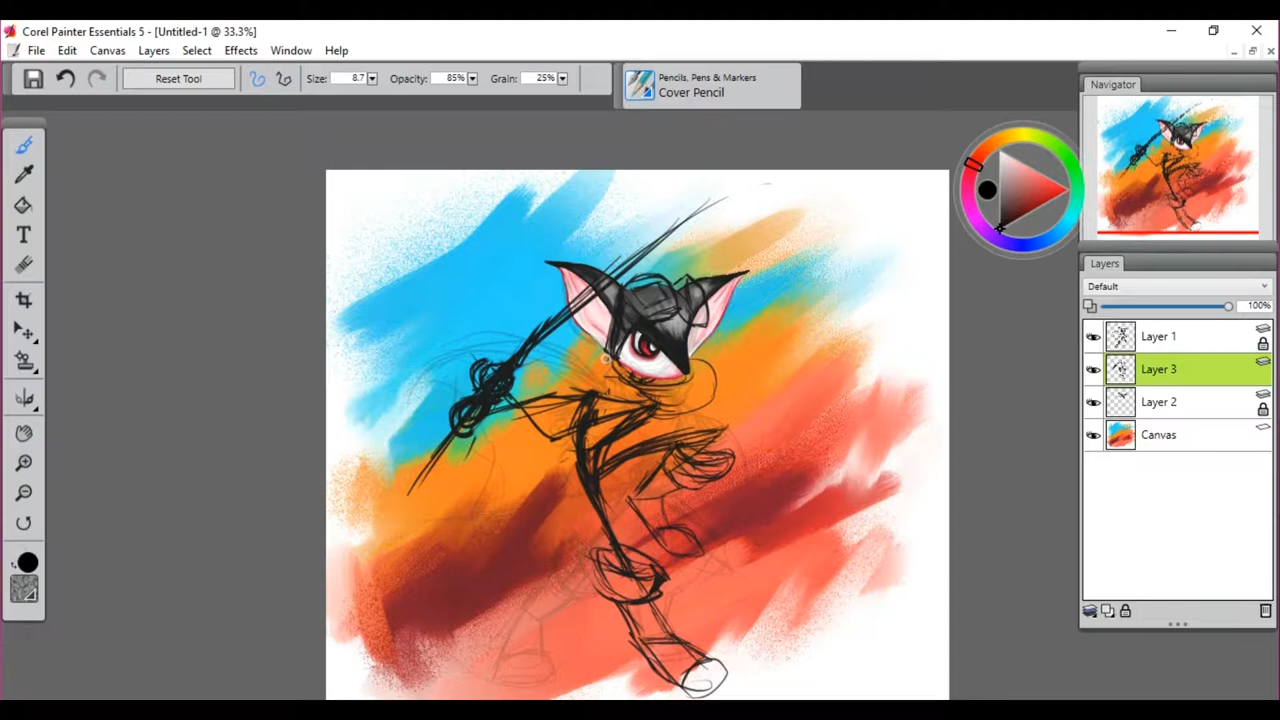 Corel Painter Essentials 5 - [Untitled-1 @ 33.3%]
File Edit Canvas Layers Select Effects Window Help
Reset Tool Size: 8.7 Opacity: 85% Grain: 25%
Pencils, Pens & Markers
Cover Pencil
Navigator
Layers
Default
100%
Layer 1
Layer 3
Layer 2
Canvas